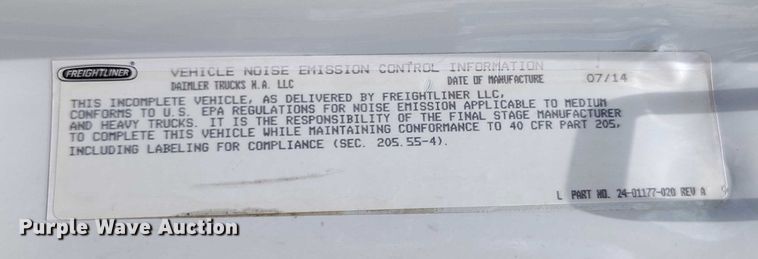 FREIGHTLINER
VEHICLE NOISE EMISSION CONTROL INFORMATION
DAIMLER TRUCKS N.A. LLC DATE OF MANUFACTURE 07/14
THIS INCOMPLETE VEHICLE, AS DELIVERED BY FREIGHTLINER LLC,
CONFORMS TO U.S. EPA REGULATIONS FOR NOISE EMISSION APPLICABLE TO MEDIUM
AND HEAVY TRUCKS. IT IS THE RESPONSIBILITY OF THE FINAL STAGE MANUFACTURER
TO COMPLETE THIS VEHICLE WHILE MAINTAINING CONFORMANCE TO 40 CFR PART 205,
INCLUDING LABELING FOR COMPLIANCE (SEC. 205.55-4).
L PART NO. 24-01177-020 REV A
Purple Wave Auction